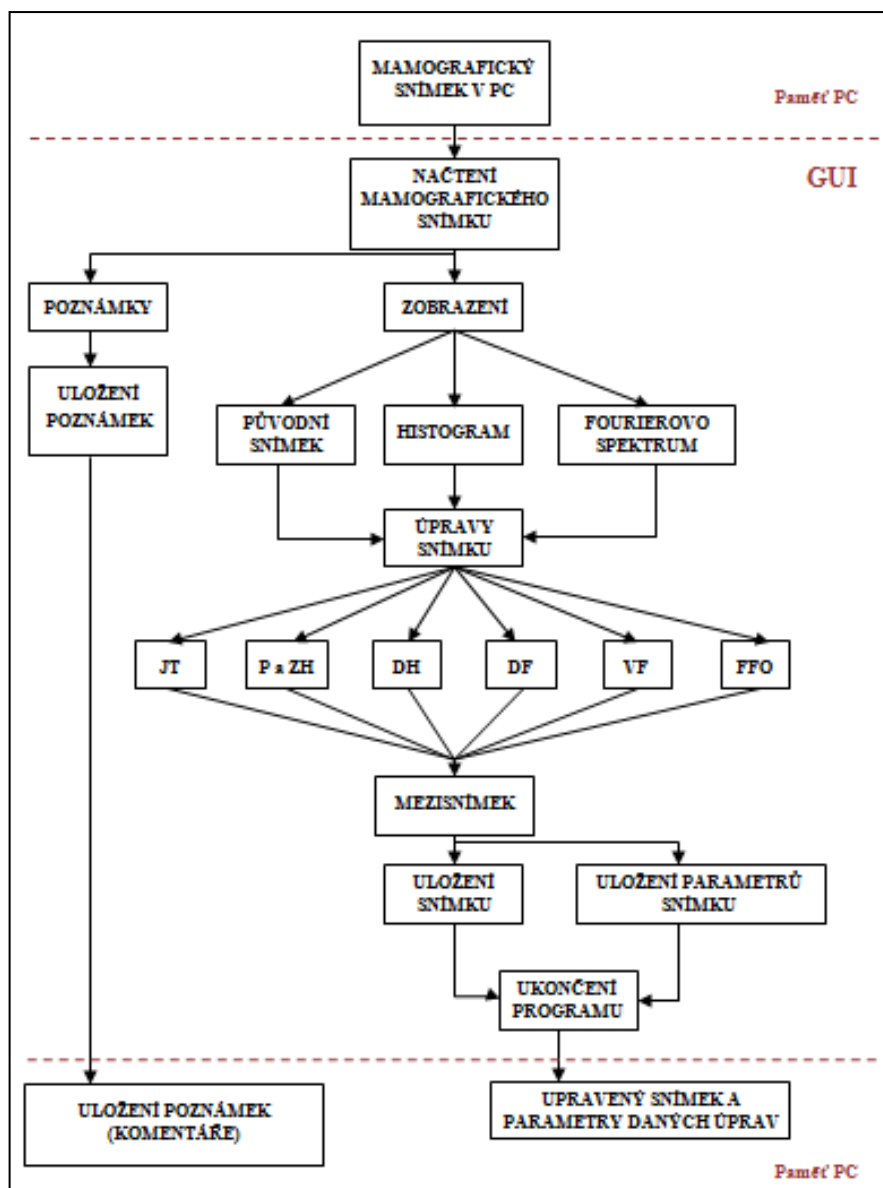 MAMOGRAFICKÝ
SNÍMEK V PC
Paměť PC
NAČTENÍ
MAMOGRAFICKÉHO
SNÍMKU
GUI
POZNÁMKY
ZOBRAZENÍ
ULOŽENÍ
POZNÁMEK
PŮVODNÍ
SNÍMEK
HISTOGRAM
FOURIEROVO
SPEKTRUM
ÚPRAVY
SNÍMKU
JT
P a ZH
DH
DF
VF
FFO
MEZISNÍMEK
ULOŽENÍ
SNÍMKU
ULOŽENÍ PARAMETRŮ
SNÍMKU
UKONČENÍ
PROGRAMU
ULOŽENÍ POZNÁMEK
(KOMENTÁŘE)
UPRAVENÝ SNÍMEK A
PARAMETRY DANÝCH ÚPRAV
Paměť PC